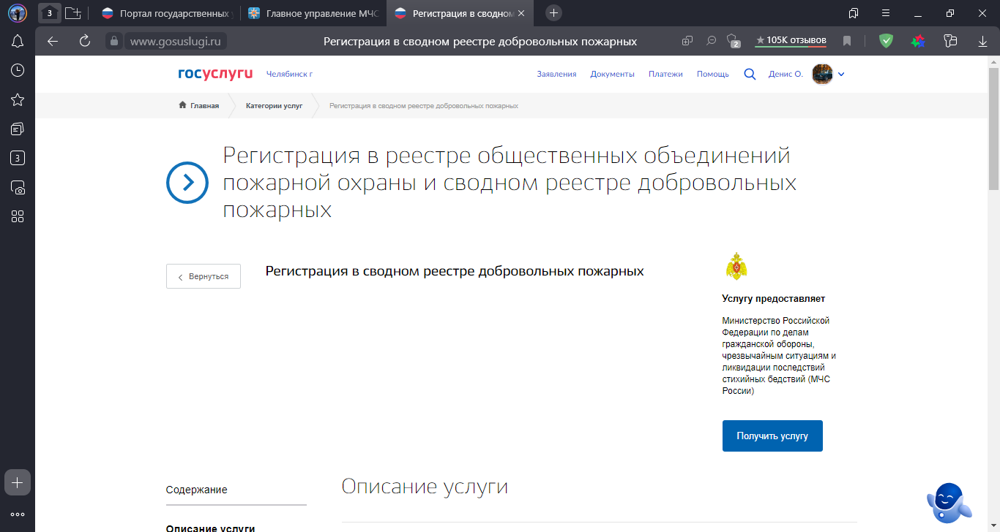 3
Портал государственных
Главное управление МЧС
Регистрация в сводном
www.gosuslugi.ru
Регистрация в сводном реестре добровольных пожарных
2
★ 105K отзывов
госуслуги
Челябинск г
Заявления
Документы
Платежи
Помощь
Денис О.
Главная
Категории услуг
Регистрация в сводном реестре добровольных пожарных
3
Регистрация в реестре общественных объединений
пожарной охраны и сводном реестре добровольных
пожарных
Вернуться
Регистрация в сводном реестре добровольных пожарных
Услугу предоставляет
Министерство Российской
Федерации по делам
гражданской обороны,
чрезвычайным ситуациям и
ликвидации последствий
стихийных бедствий (МЧС
России)
Получить услугу
Содержание
Описание услуги
Описание услуги